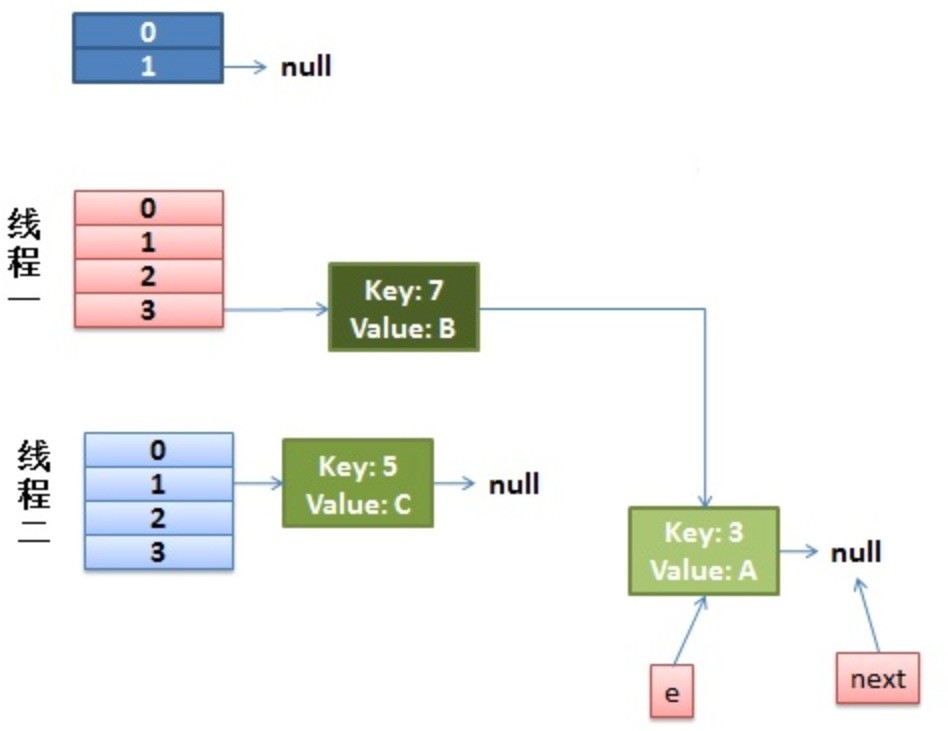 0
1
null
线程一
0
1
2
3
Key: 7
Value: B
线程二
0
1
2
3
Key: 5
Value: C
null
Key: 3
Value: A
null
e
next